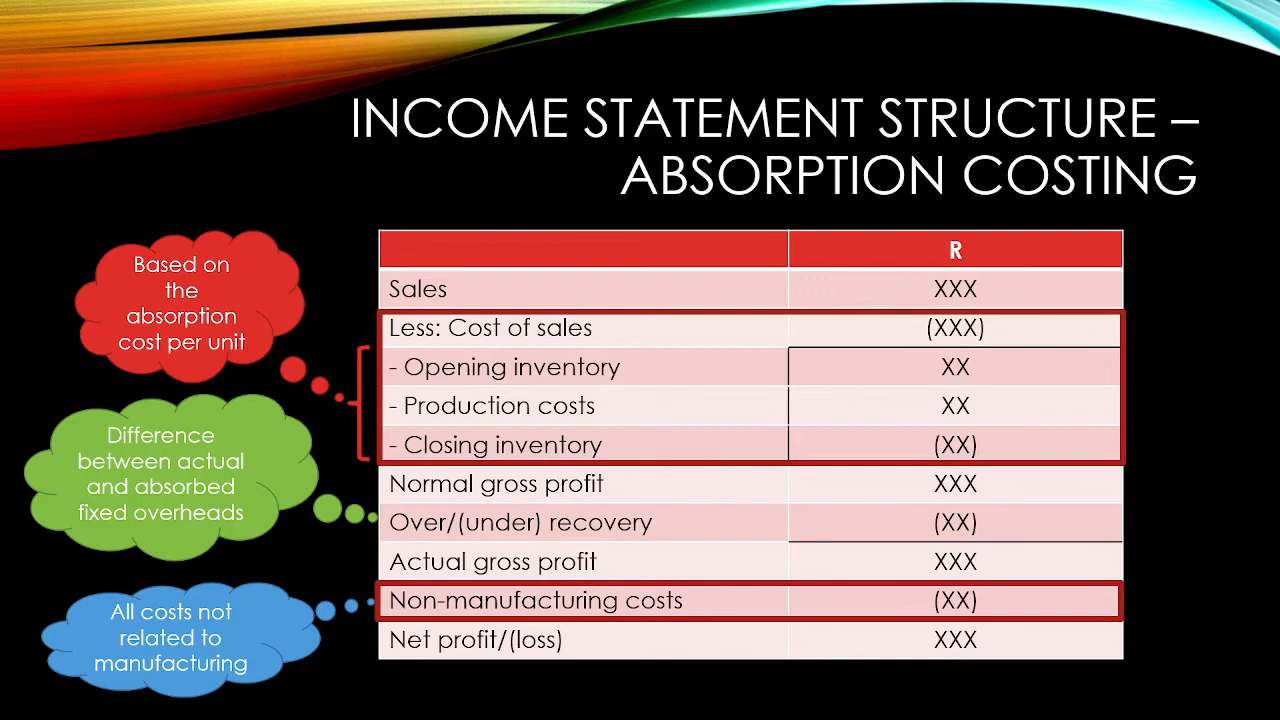 INCOME STATEMENT STRUCTURE –
ABSORPTION COSTING
Based on
the
absorption
cost per unit
Difference
between actual
and absorbed
fixed overheads
All costs not
related to
manufacturing
R
Sales XXX
Less: Cost of sales (XXX)
- Opening inventory XX
- Production costs XX
- Closing inventory (XX)
Normal gross profit XXX
Over/(under) recovery (XX)
Actual gross profit XXX
Non-manufacturing costs (XX)
Net profit/(loss) XXX